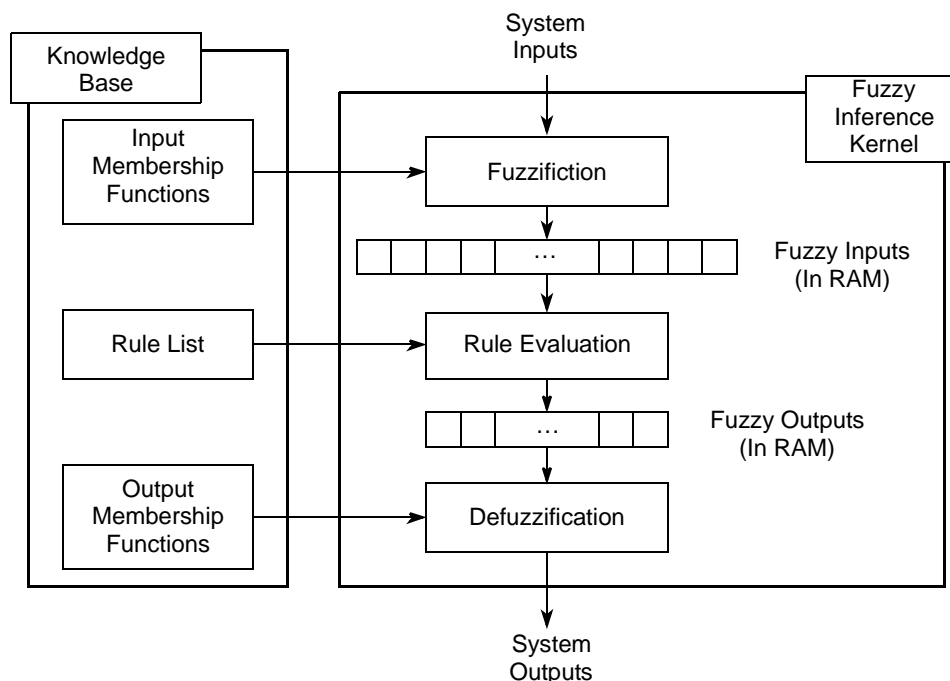 System
Inputs
Knowledge
Base
Fuzzy
Inference
Kernel
Input
Membership
Functions
Fuzzifiction
...
Fuzzy Inputs
(In RAM)
Rule List
Rule Evaluation
...
Fuzzy Outputs
(In RAM)
Output
Membership
Functions
Defuzzification
System
Outputs